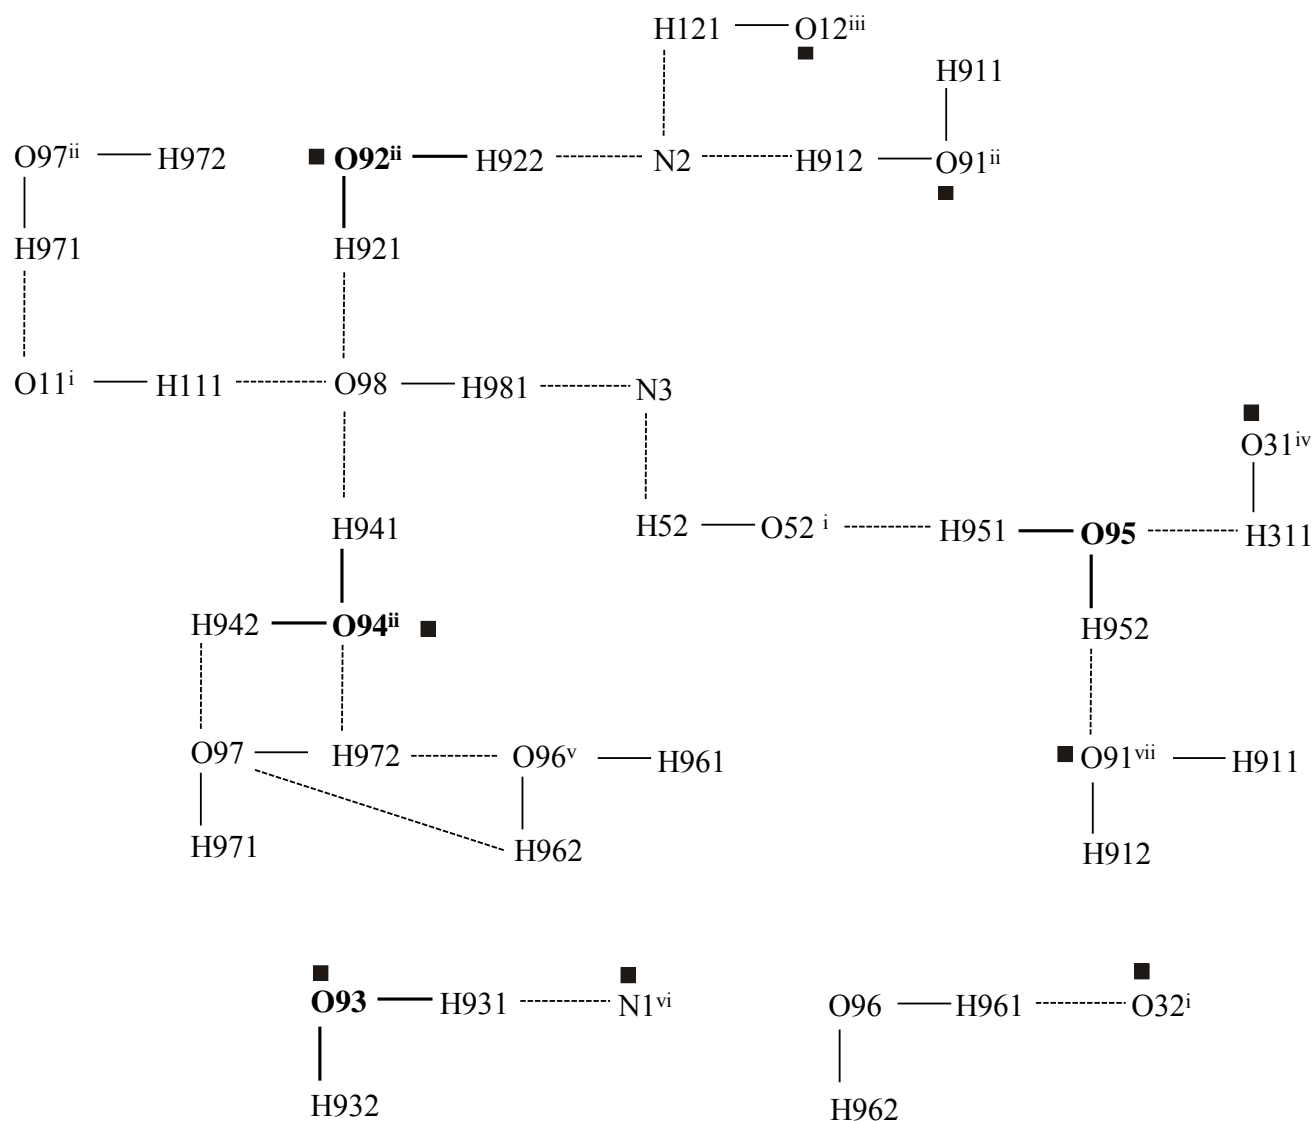 H121 O12ⁱⁱⁱ
H911
O97ⁱⁱ H972 O92ⁱⁱ H922 N2 H912 O91ⁱⁱ
H971 H921
O11ⁱ H111 O98 H981 N3
O31ⁱᵛ
H941 H52 O52 ⁱ H951 O95 H311
H942 O94ⁱⁱ H952
O97 H972 O96ᵛ H961 O91ᵛⁱⁱ H911
H971 H962 H912
O93 H931 N1ᵛⁱ O96 H961 O32ⁱ
H932 H962